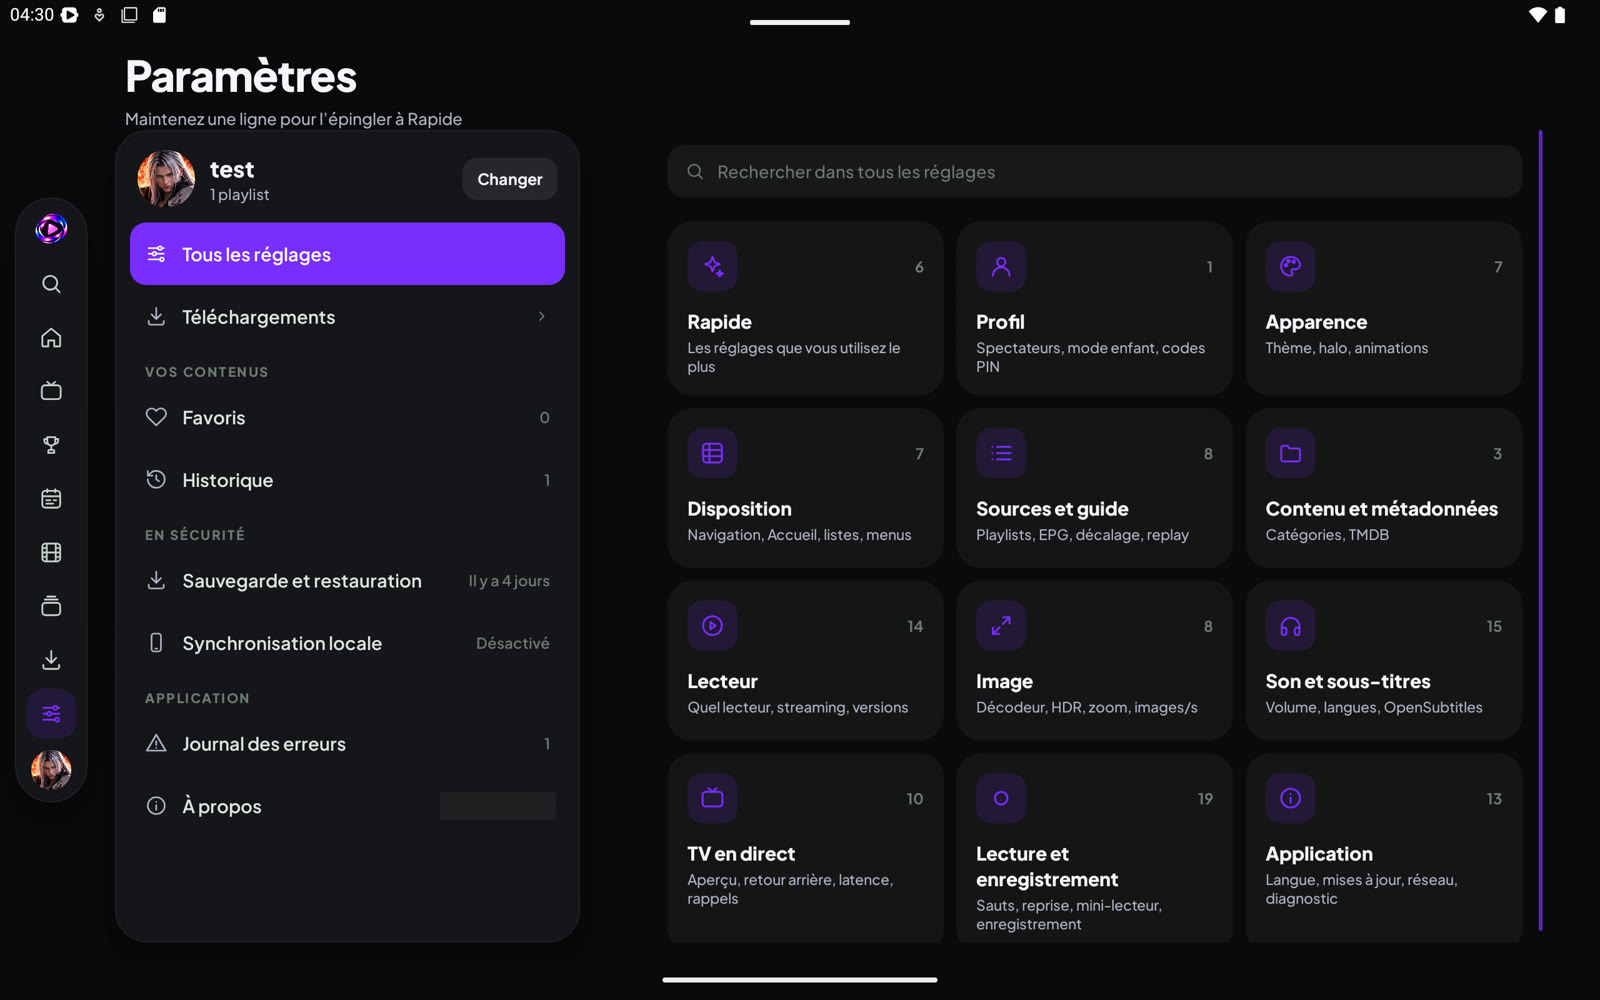 04:30
Paramètres
Maintenez une ligne pour l’épingler à Rapide
test
1 playlist
Changer
Tous les réglages
Téléchargements
VOS CONTENUS
Favoris 0
Historique 1
EN SÉCURITÉ
Sauvegarde et restauration Il y a 4 jours
Synchronisation locale Désactivé
APPLICATION
Journal des erreurs 1
À propos
Rechercher dans tous les réglages
6
Rapide
Les réglages que vous utilisez le
plus
1
Profil
Spectateurs, mode enfant, codes
PIN
7
Apparence
Thème, halo, animations
7
Disposition
Navigation, Accueil, listes, menus
8
Sources et guide
Playlists, EPG, décalage, replay
3
Contenu et métadonnées
Catégories, TMDB
14
Lecteur
Quel lecteur, streaming, versions
8
Image
Décodeur, HDR, zoom, images/s
15
Son et sous-titres
Volume, langues, OpenSubtitles
10
TV en direct
Aperçu, retour arrière, latence,
rappels
19
Lecture et
enregistrement
Sauts, reprise, mini-lecteur,
enregistrement
13
Application
Langue, mises à jour, réseau,
diagnostic